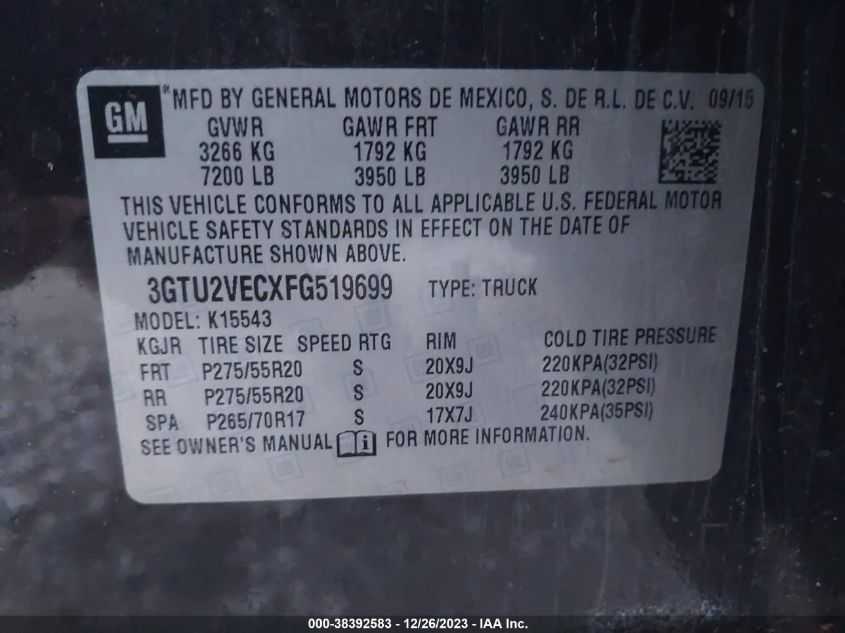 GM ® MFD BY GENERAL MOTORS DE MEXICO, S. DE R.L. DE C.V. 09/15
GVWR GAWR FRT GAWR RR
3266 KG 1792 KG 1792 KG
7200 LB 3950 LB 3950 LB
THIS VEHICLE CONFORMS TO ALL APPLICABLE U.S. FEDERAL MOTOR
VEHICLE SAFETY STANDARDS IN EFFECT ON THE DATE OF
MANUFACTURE SHOWN ABOVE.
3GTU2VECXFG519699 TYPE: TRUCK
MODEL: K15543
KGJR TIRE SIZE SPEED RTG RIM COLD TIRE PRESSURE
FRT P275/55R20 S 20X9J 220KPA(32PSI)
RR P275/55R20 S 20X9J 220KPA(32PSI)
SPA P265/70R17 S 17X7J 240KPA(35PSI)
SEE OWNER'S MANUAL i FOR MORE INFORMATION.
000-38392583 - 12/26/2023 - IAA Inc.